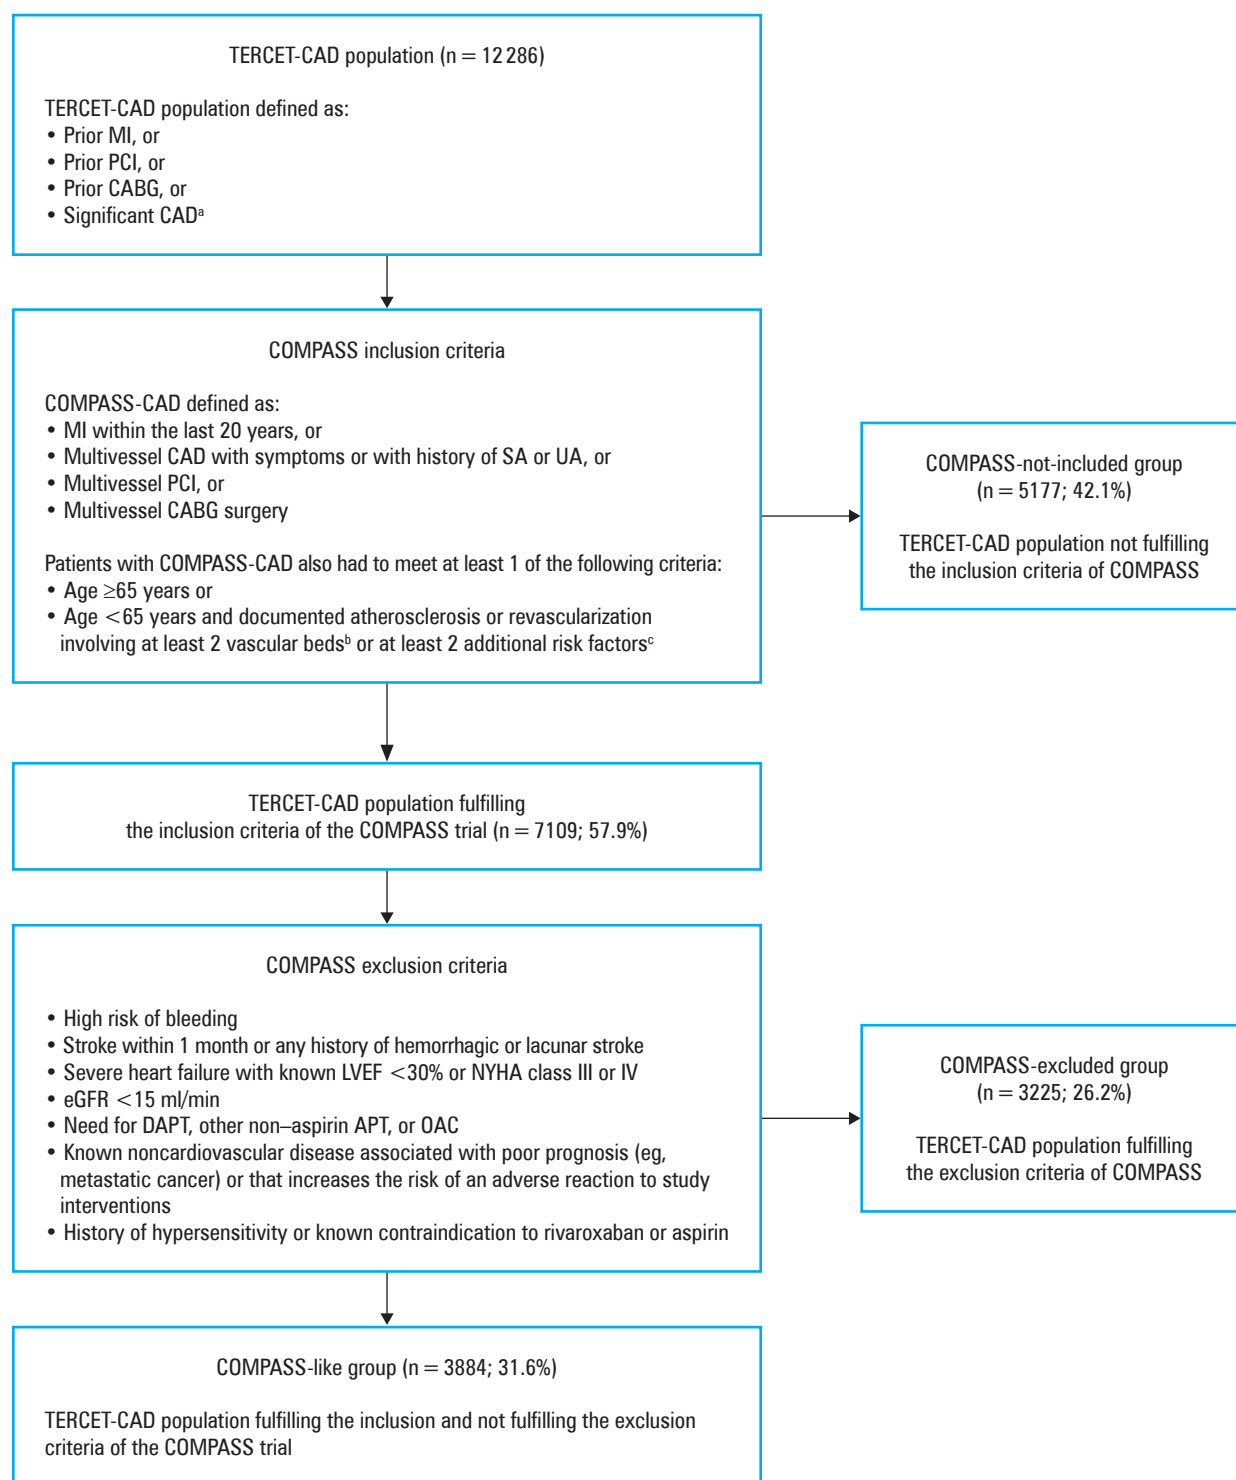 TERCET-CAD population (n = 12 286)
TERCET-CAD population defined as:
• Prior MI, or
• Prior PCI, or
• Prior CABG, or
• Significant CADᵃ
COMPASS inclusion criteria
COMPASS-CAD defined as:
• MI within the last 20 years, or
• Multivessel CAD with symptoms or with history of SA or UA, or
• Multivessel PCI, or
• Multivessel CABG surgery
Patients with COMPASS-CAD also had to meet at least 1 of the following criteria:
• Age ≥65 years or
• Age <65 years and documented atherosclerosis or revascularization
involving at least 2 vascular bedsᵇ or at least 2 additional risk factorsᶜ
COMPASS-not-included group
(n = 5177; 42.1%)
TERCET-CAD population not fulfilling
the inclusion criteria of COMPASS
TERCET-CAD population fulfilling
the inclusion criteria of the COMPASS trial (n = 7109; 57.9%)
COMPASS exclusion criteria
• High risk of bleeding
• Stroke within 1 month or any history of hemorrhagic or lacunar stroke
• Severe heart failure with known LVEF <30% or NYHA class III or IV
• eGFR <15 ml/min
• Need for DAPT, other non–aspirin APT, or OAC
• Known noncardiovascular disease associated with poor prognosis (eg,
metastatic cancer) or that increases the risk of an adverse reaction to study
interventions
• History of hypersensitivity or known contraindication to rivaroxaban or aspirin
COMPASS-excluded group
(n = 3225; 26.2%)
TERCET-CAD population fulfilling
the exclusion criteria of COMPASS
COMPASS-like group (n = 3884; 31.6%)
TERCET-CAD population fulfilling the inclusion and not fulfilling the exclusion
criteria of the COMPASS trial